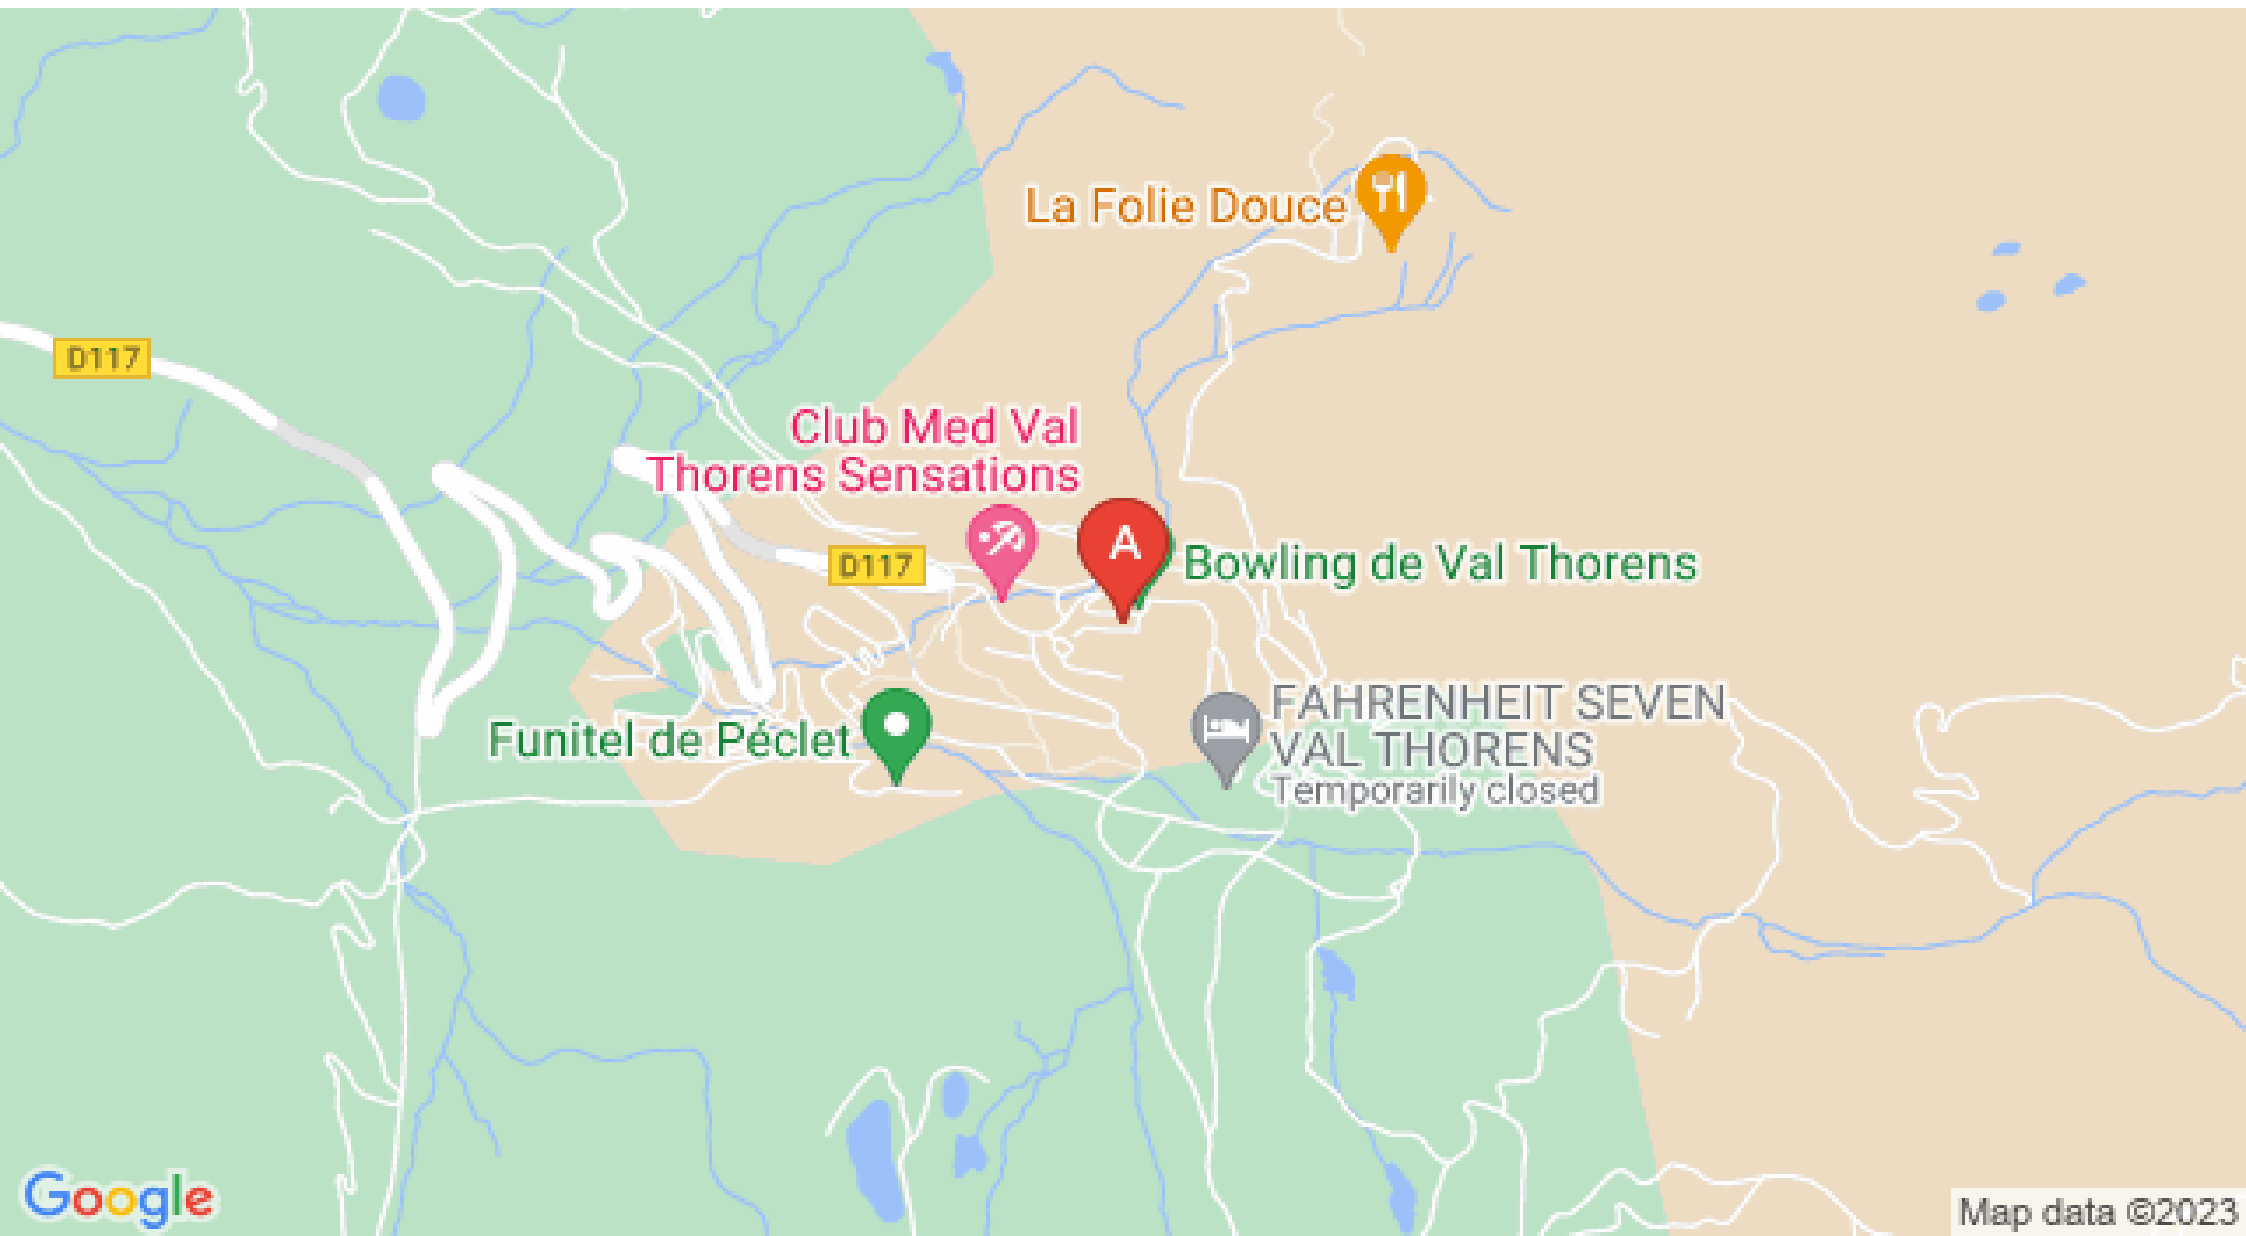 La Folie Douce
D117
Club Med Val
Thorens Sensations
A
D117
Bowling de Val Thorens
FAHRENHEIT SEVEN
VAL THORENS
Temporarily closed
Funitel de Péclet
Google
Map data ©2023